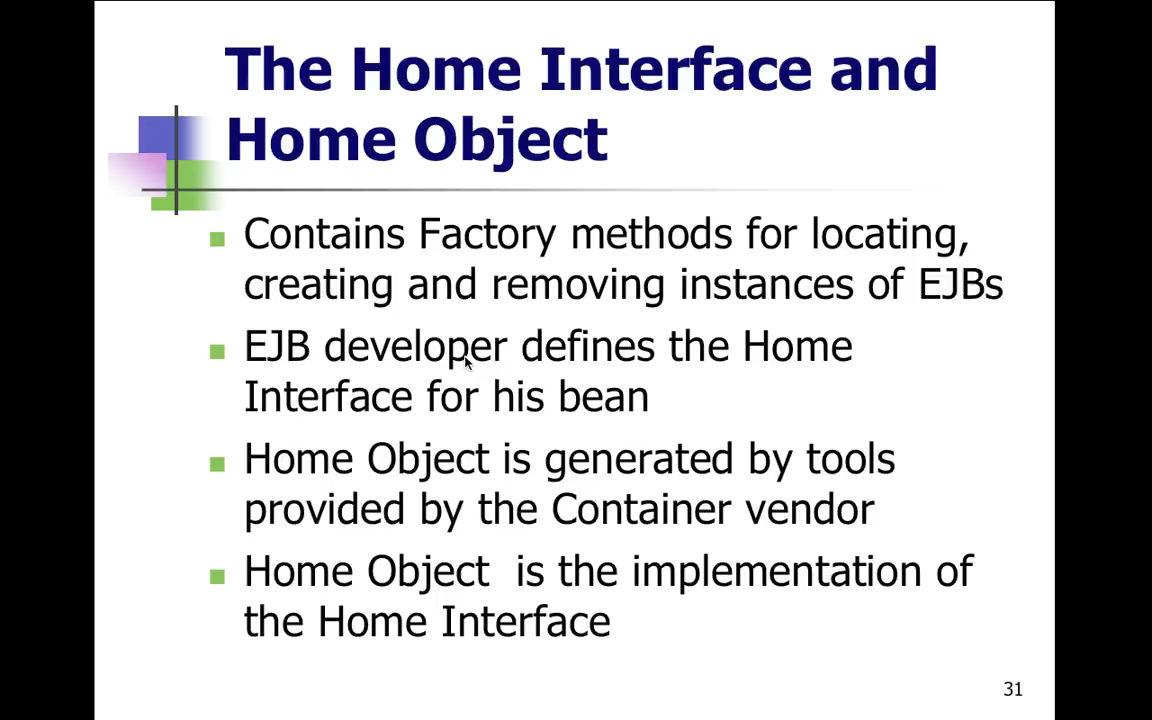 The Home Interface and
Home Object
Contains Factory methods for locating,
creating and removing instances of EJBs
EJB developer defines the Home
Interface for his bean
Home Object is generated by tools
provided by the Container vendor
Home Object  is the implementation of
the Home Interface
31